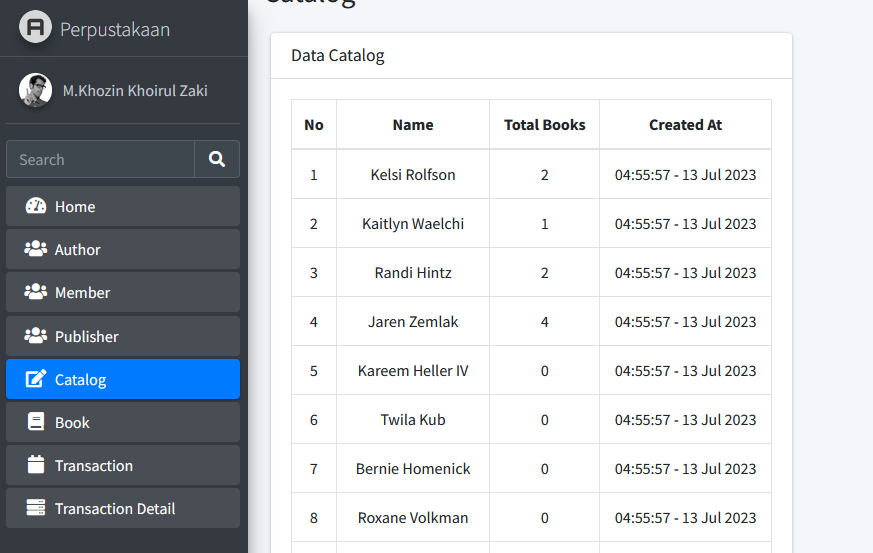 Perpustakaan
M.Khozin Khoirul Zaki
Search
Home
Author
Member
Publisher
Catalog
Book
Transaction
Transaction Detail
Catalog
Data Catalog
No Name Total Books Created At
1 Kelsi Rolfson 2 04:55:57 - 13 Jul 2023
2 Kaitlyn Waelchi 1 04:55:57 - 13 Jul 2023
3 Randi Hintz 2 04:55:57 - 13 Jul 2023
4 Jaren Zemlak 4 04:55:57 - 13 Jul 2023
5 Kareem Heller IV 0 04:55:57 - 13 Jul 2023
6 Twila Kub 0 04:55:57 - 13 Jul 2023
7 Bernie Homenick 0 04:55:57 - 13 Jul 2023
8 Roxane Volkman 0 04:55:57 - 13 Jul 2023